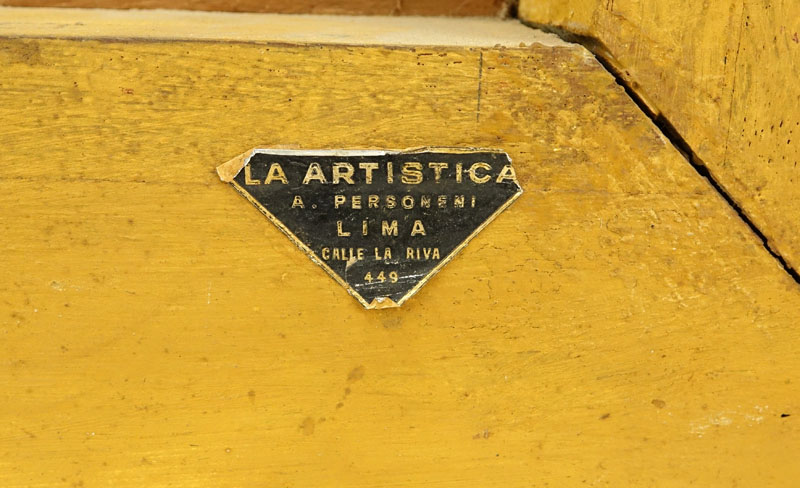 LA ARTISTICA
A. PERSONENI
LIMA
CALLE LA RIVA
449